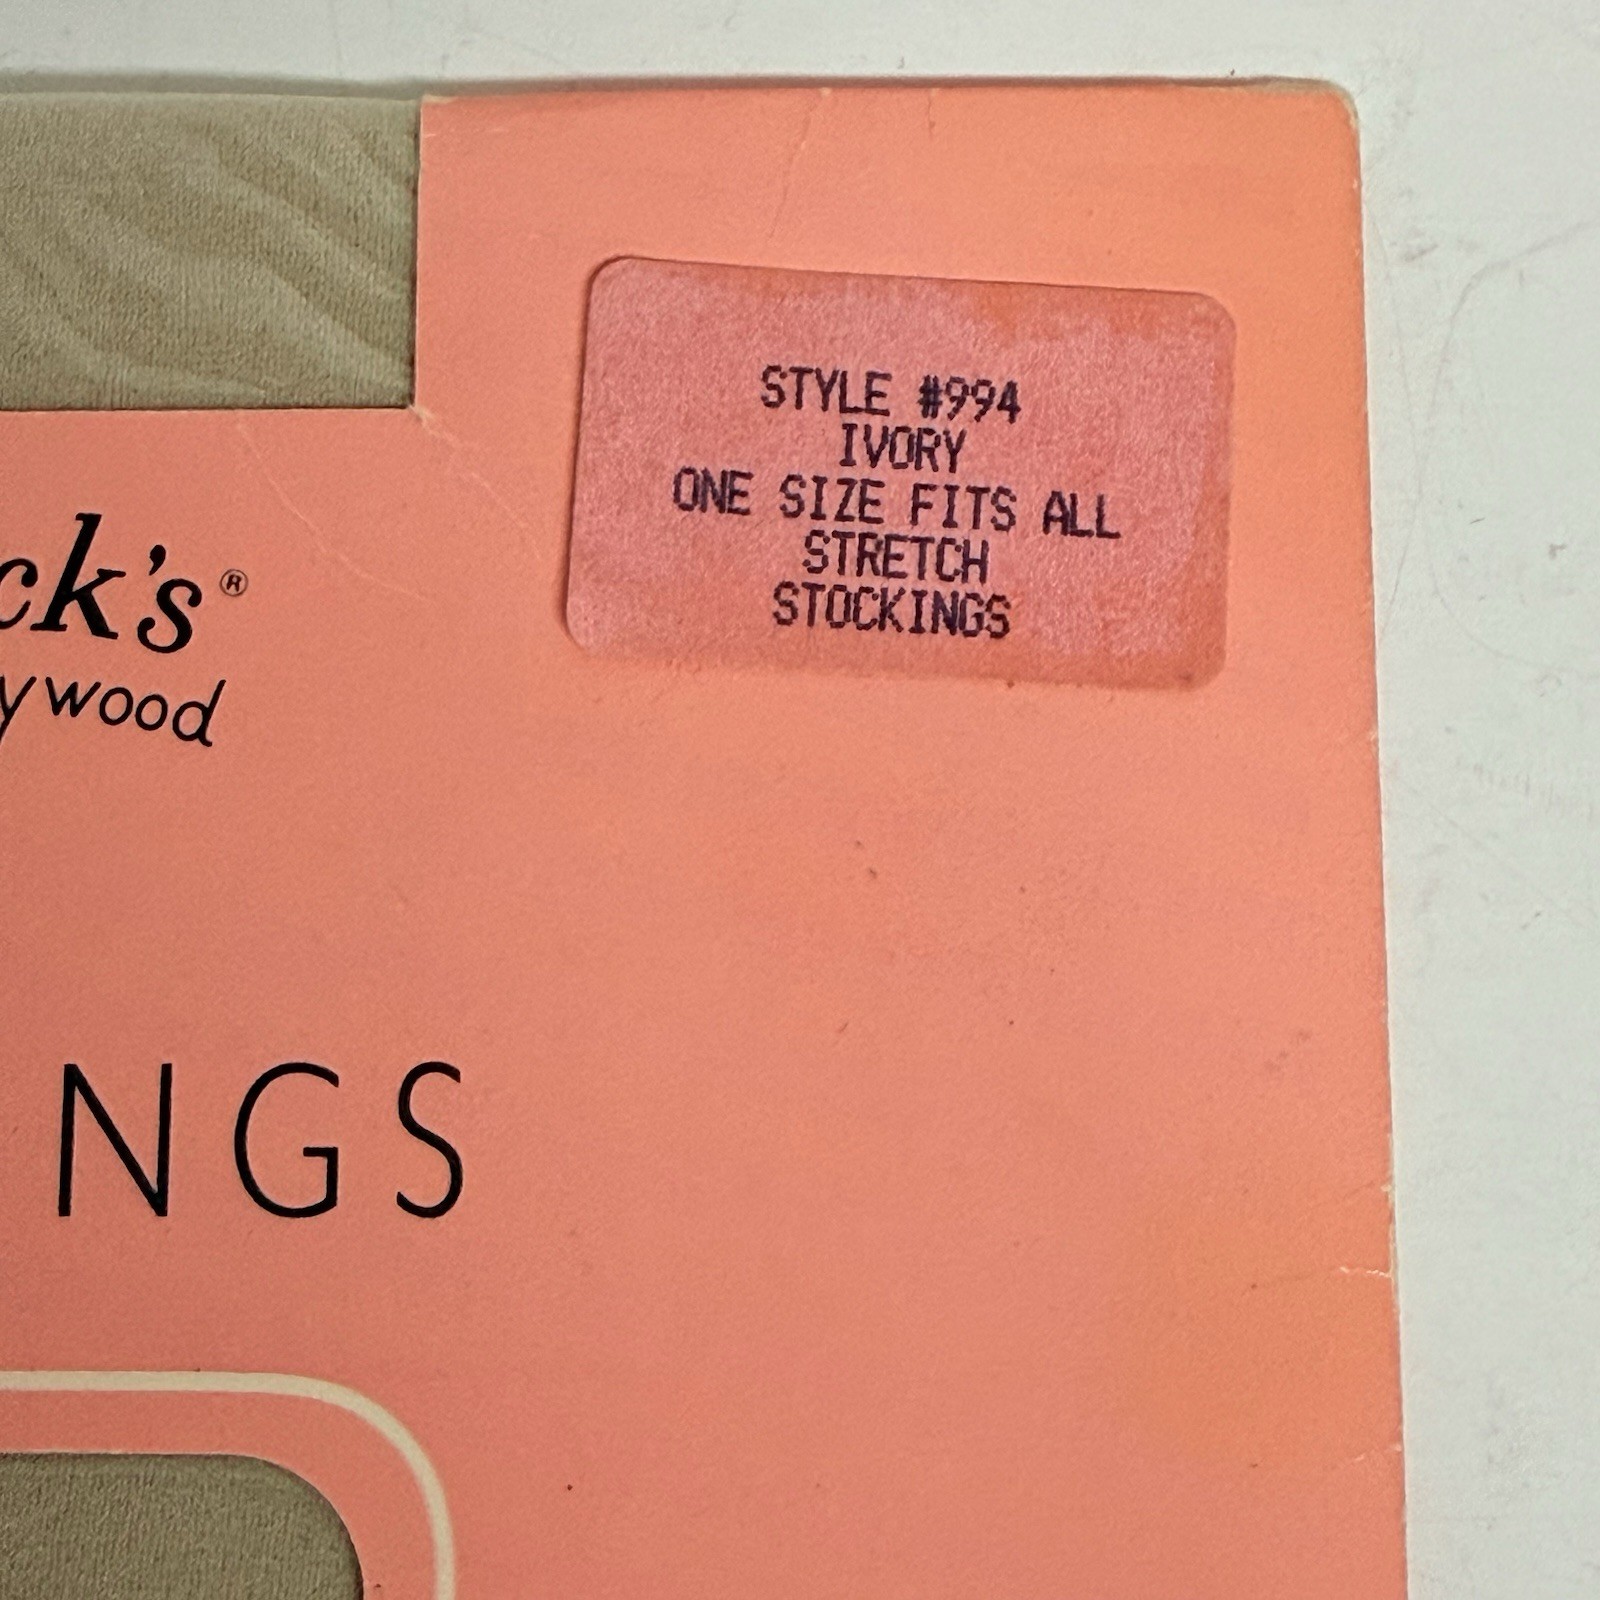 STYLE #994
IVORY
ONE SIZE FITS ALL
STRETCH
STOCKINGS
ck's®
ywood
NGS